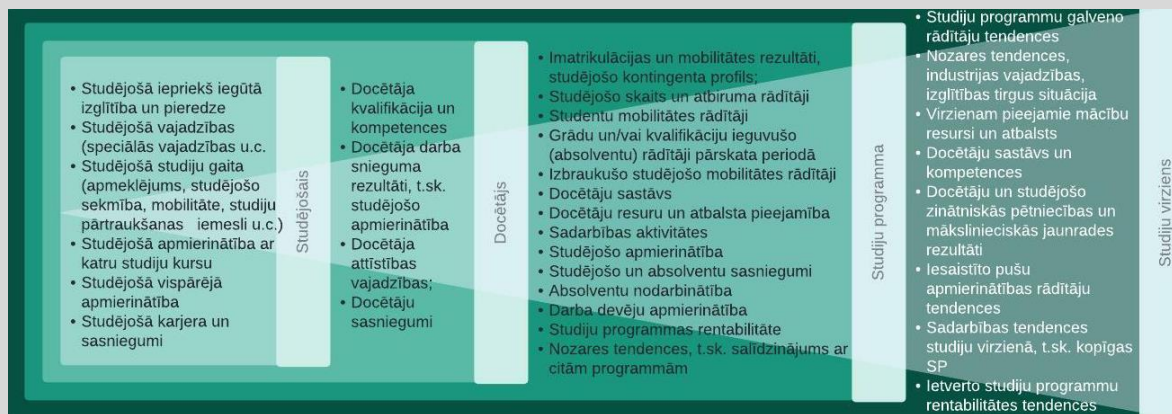 • Studējošā iepriekš iegūtā
izglītība un pieredze
• Studējošā vajadzības
(speciālās vajadzības u.c.
• Studējošā studiju gaita
(apmeklējums, studējošo
sekmība, mobilitāte, studiju
pārtraukšanas iemesli u.c.)
• Studējošā apmierinātība ar
katru studiju kursu
• Studējošā vispārējā
apmierinātība
• Studējošā karjera un
sasniegumi
Studējošais
• Docētāja
kvalifikācija un
kompetences
• Docētāja darba
snieguma
rezultāti, t.sk.
studējošo
apmierinātība
• Docētāja
attīstības
vajadzības;
• Docētāju
sasniegumi
Docētājs
• Imatrikulācijas un mobilitātes rezultāti,
studējošo kontingenta profils;
• Studējošo skaits un atbiruma rādītāji
• Studentu mobilitātes rādītāji
• Grādu un/vai kvalifikāciju ieguvušo
(absolventu) rādītāji pārskata periodā
• Izbraukušo studējošo mobilitātes rādītāji
• Docētāju sastāvs
• Docētāju resuru un atbalsta pieejamība
• Sadarbības aktivitātes
• Studējošo apmierinātība
• Studējošo un absolventu sasniegumi
• Absolventu nodarbinātība
• Darba devēju apmierinātība
• Studiju programmas rentabilitāte
• Nozares tendences, t.sk. salīdzinājums ar
citām programmām
Studiju programma
• Studiju programmu galveno
rādītāju tendences
• Nozares tendences,
industrijas vajadzības,
izglītības tirgus situācija
• Virzienam pieejamie mācību
resursi un atbalsts
• Docētāju sastāvs un
kompetences
• Docētāju un studējošo
zinātniskās pētniecības un
mākslinieciskās jaunrades
rezultāti
• Iesaistīto pušu
apmierinātības rādītāju
tendences
• Sadarbības tendences
studiju virzienā, t.sk. kopīgas
SP
• Ietverto studiju programmu
rentabilitātes tendences
Studiju virziens